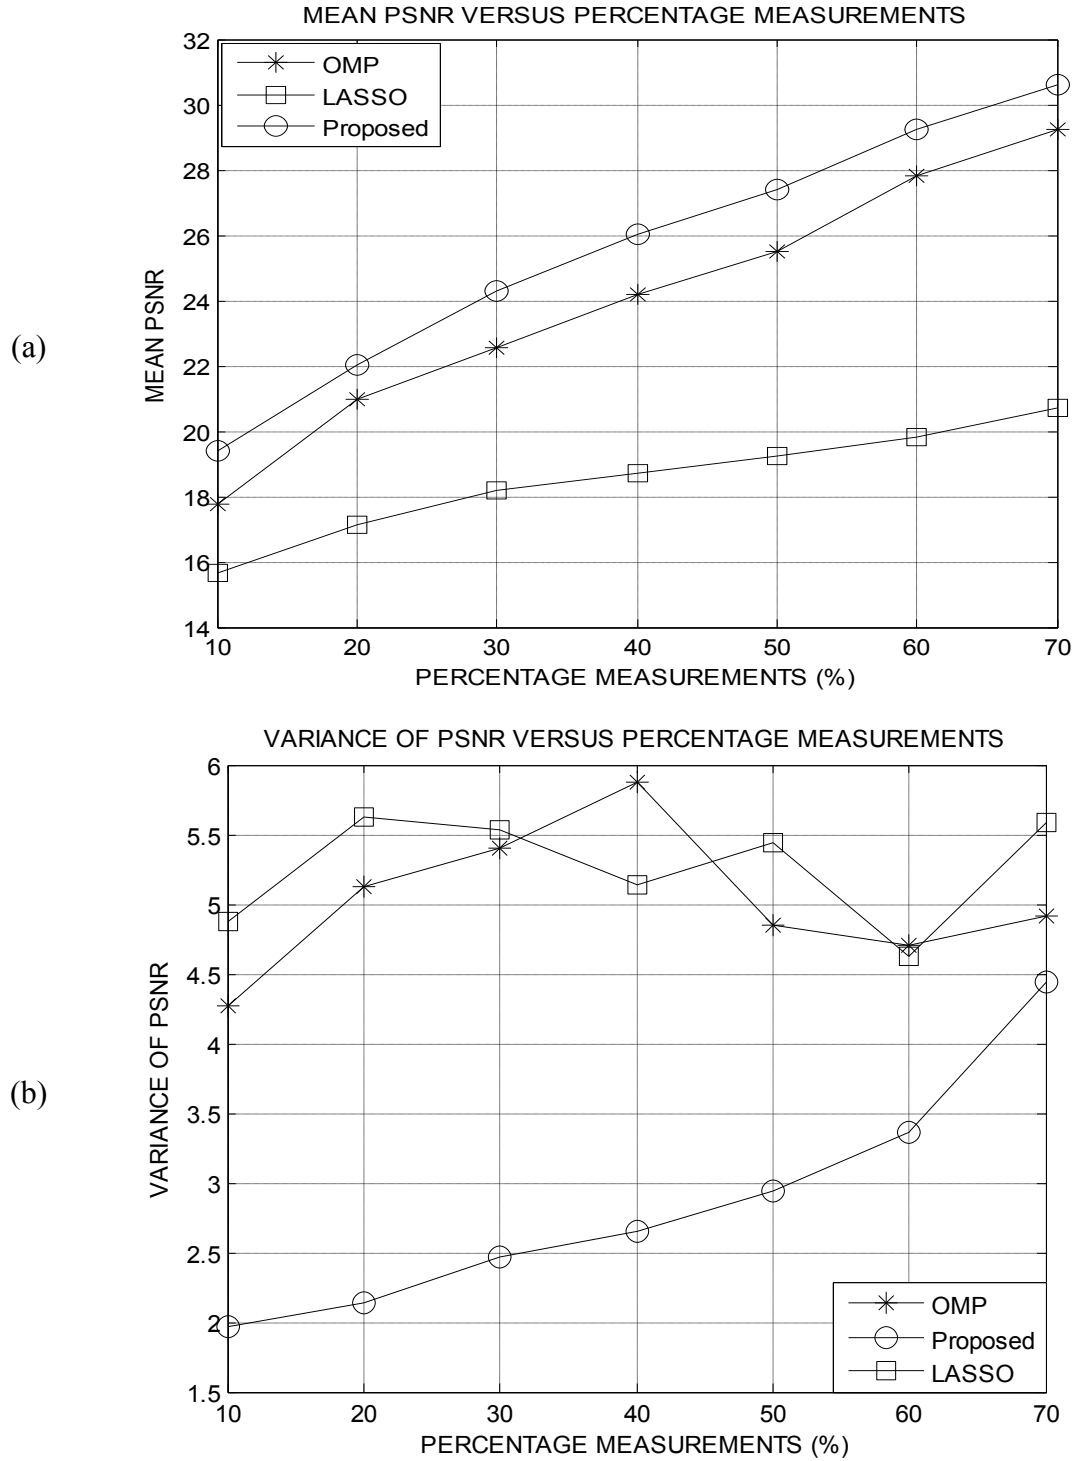 MEAN PSNR VERSUS PERCENTAGE MEASUREMENTS
32
30
28
26
24
22
20
18
16
14
OMP
LASSO
Proposed
(a)
MEAN PSNR
10 20 30 40 50 60 70
PERCENTAGE MEASUREMENTS (%)
VARIANCE OF PSNR VERSUS PERCENTAGE MEASUREMENTS
6
5.5
5
4.5
4
3.5
3
2.5
2
1.5
(b)
VARIANCE OF PSNR
OMP
Proposed
LASSO
10 20 30 40 50 60 70
PERCENTAGE MEASUREMENTS (%)